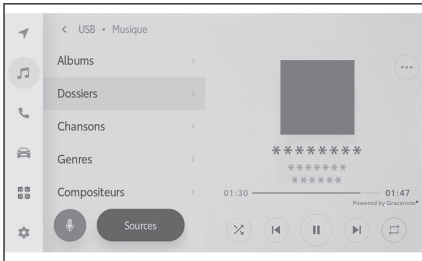 < USB • Musique
Albums
Dossiers
Chansons
Genres
Compositeurs
Sources
********
*******
******
01:30
01:47
Powered by Gracenote®